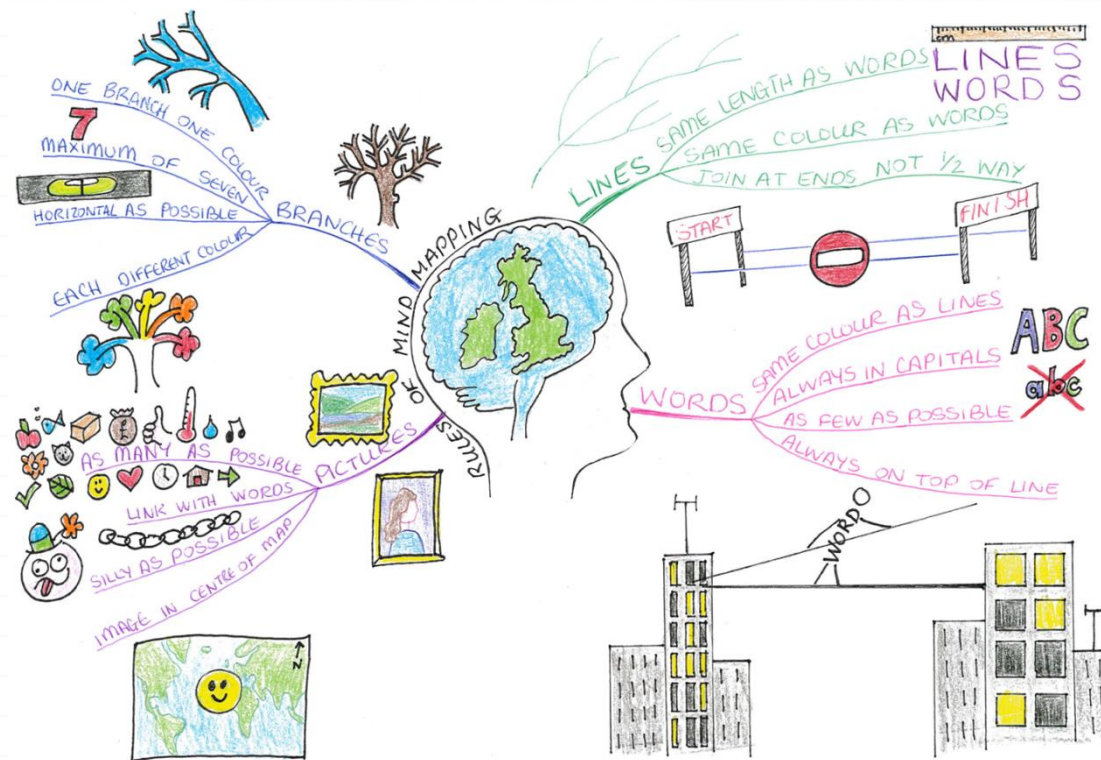 RULES OF MIND MAPPING
BRANCHES
ONE BRANCH ONE COLOUR
7
MAXIMUM OF SEVEN
HORIZONTAL AS POSSIBLE
EACH DIFFERENT COLOUR
PICTURES
AS MANY AS POSSIBLE
LINK WITH WORDS
SILLY AS POSSIBLE
IMAGE IN CENTRE OF MAP
N
LINES
SAME LENGTH AS WORDS
cm
LINES
WORDS
SAME COLOUR AS WORDS
JOIN AT ENDS NOT 1/2 WAY
START
FINISH
WORDS
SAME COLOUR AS LINES
ALWAYS IN CAPITALS
ABC
abc
AS FEW AS POSSIBLE
ALWAYS ON TOP OF LINE
WORD